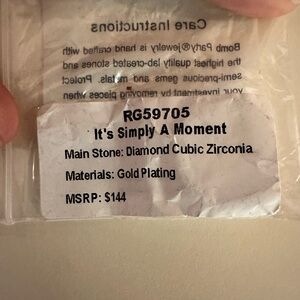 Care Instructions
Bomb Party® jewelry is hand crafted with
the highest quality lab-created stones and
semi-precious gems and metals. Protect
your investment by removing pieces when
RG59705
It's Simply A Moment
Main Stone: Diamond Cubic Zirconia
Materials: Gold Plating
MSRP: $144